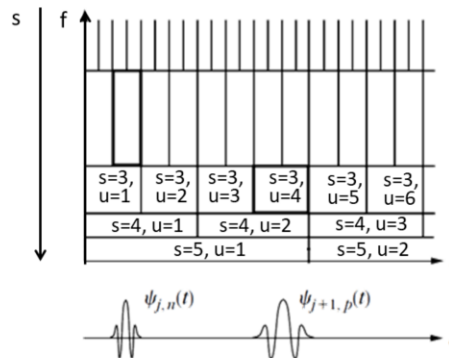 s f
s=3, s=3, s=3, s=3, s=3, s=3,
u=1 u=2 u=3 u=4 u=5 u=6
s=4, u=1 s=4, u=2 s=4, u=3
s=5, u=1 s=5, u=2
ψj,n(t) ψj+1,p(t)